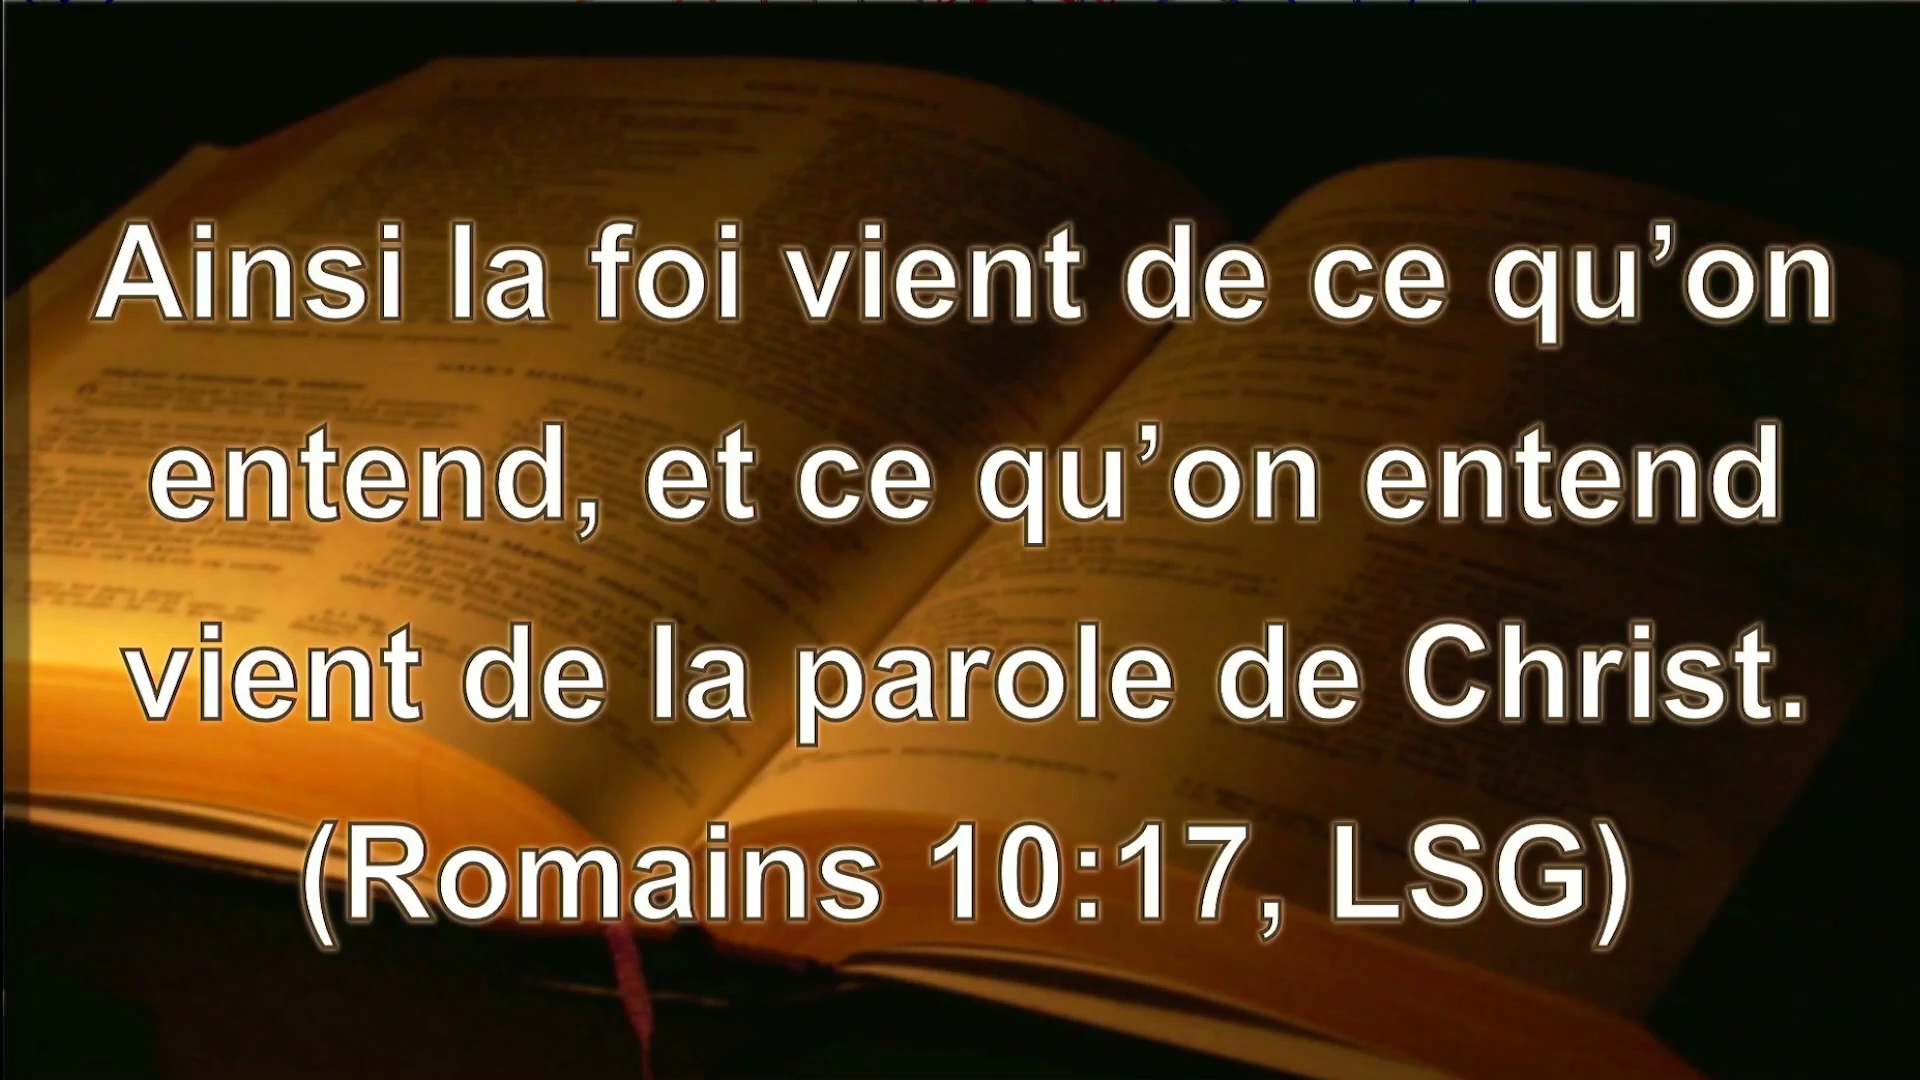 Ainsi la foi vient de ce qu’on
entend, et ce qu’on entend
vient de la parole de Christ.
(Romains 10:17, LSG)